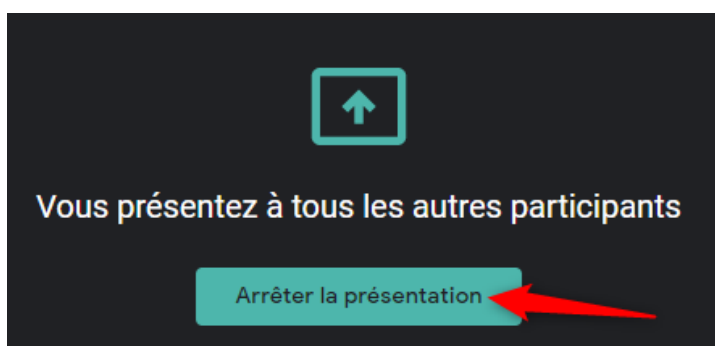 Vous présentez à tous les autres participants
Arrêter la présentation